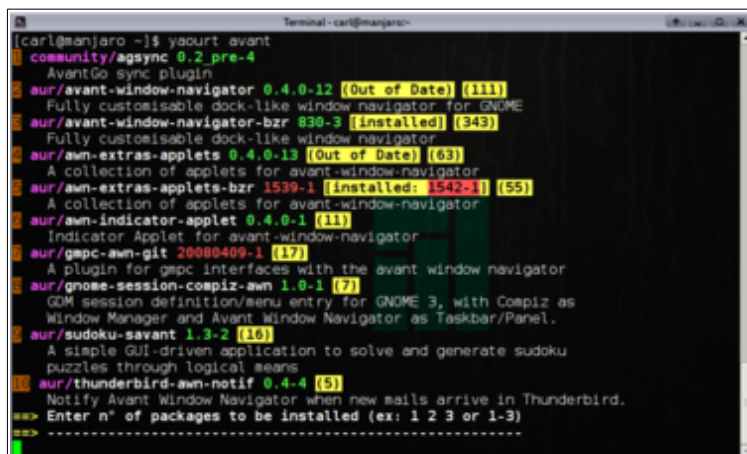 Terminal - carl@manjaro:~
[carl@manjaro ~]$ yaourt avant
1 community/agsync 0.2_pre-4
AvantGo sync plugin
2 aur/avant-window-navigator 0.4.0-12 (Out of Date) (111)
Fully customisable dock-like window navigator for GNOME
3 aur/avant-window-navigator-bzr 830-3 [installed] (343)
Fully customisable dock-like window navigator
4 aur/awn-extras-applets 0.4.0-13 (Out of Date) (63)
A collection of applets for avant-window-navigator
5 aur/awn-extras-applets-bzr 1539-1 [installed: 1542-1] (55)
A collection of applets for avant-window-navigator
6 aur/awn-indicator-applet 0.4.0-1 (11)
Indicator Applet for avant-window-navigator
7 aur/gmpc-awn-git 20080409-1 (17)
A plugin for gmpc interfaces with the avant window navigator
8 aur/gnome-session-compiz-awn 1.0-1 (7)
GDM session definition/menu entry for GNOME 3, with Compiz as
Window Manager and Avant Window Navigator as Taskbar/Panel.
9 aur/sudoku-savant 1.3-2 (16)
A simple GUI-driven application to solve and generate sudoku
puzzles through logical means
10 aur/thunderbird-awn-notif 0.4-4 (5)
Notify Avant Window Navigator when new mails arrive in Thunderbird.
==> Enter n° of packages to be installed (ex: 1 2 3 or 1-3)
==> -------------------------------------------------------